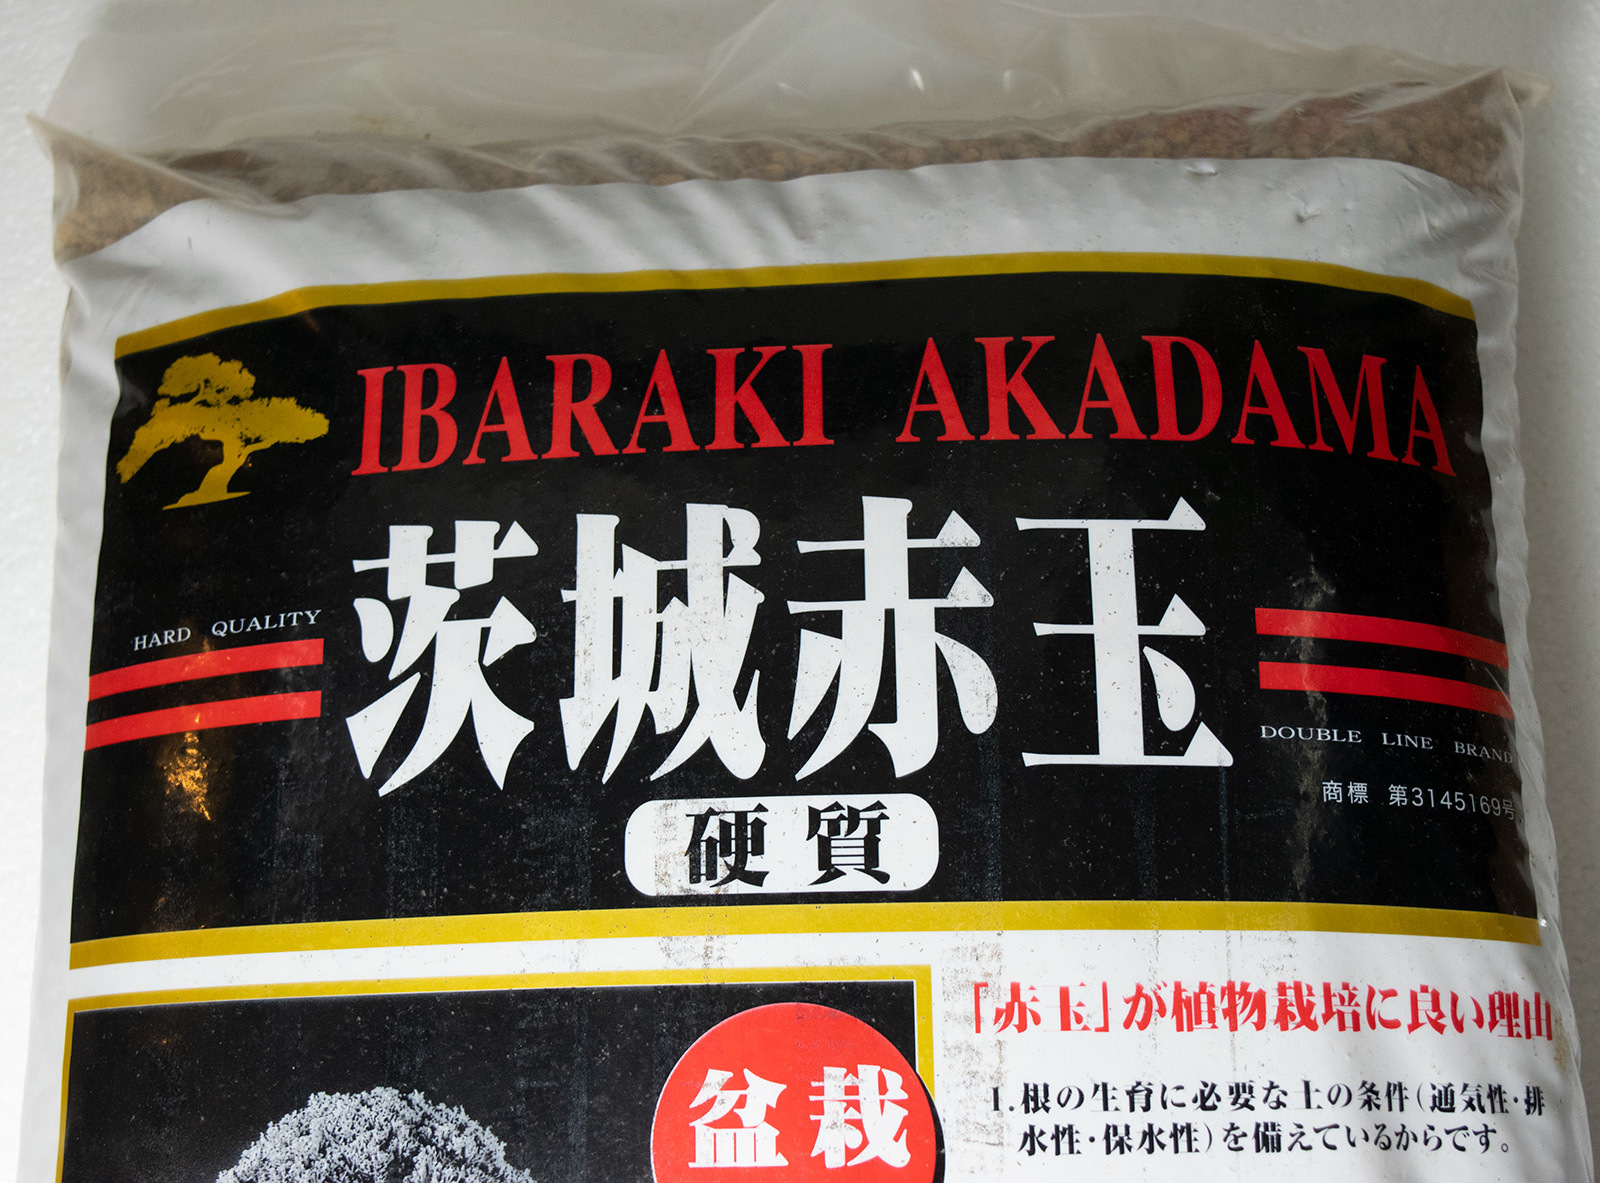 IBARAKI AKADAMA
茨城赤玉
HARD QUALITY
DOUBLE LINE BRAND
商標 第3145169号
硬質
「赤玉」が植物栽培に良い理由
盆栽
1.根の生育に必要な土の条件(通気性・排
水性・保水性)を備えているからです。